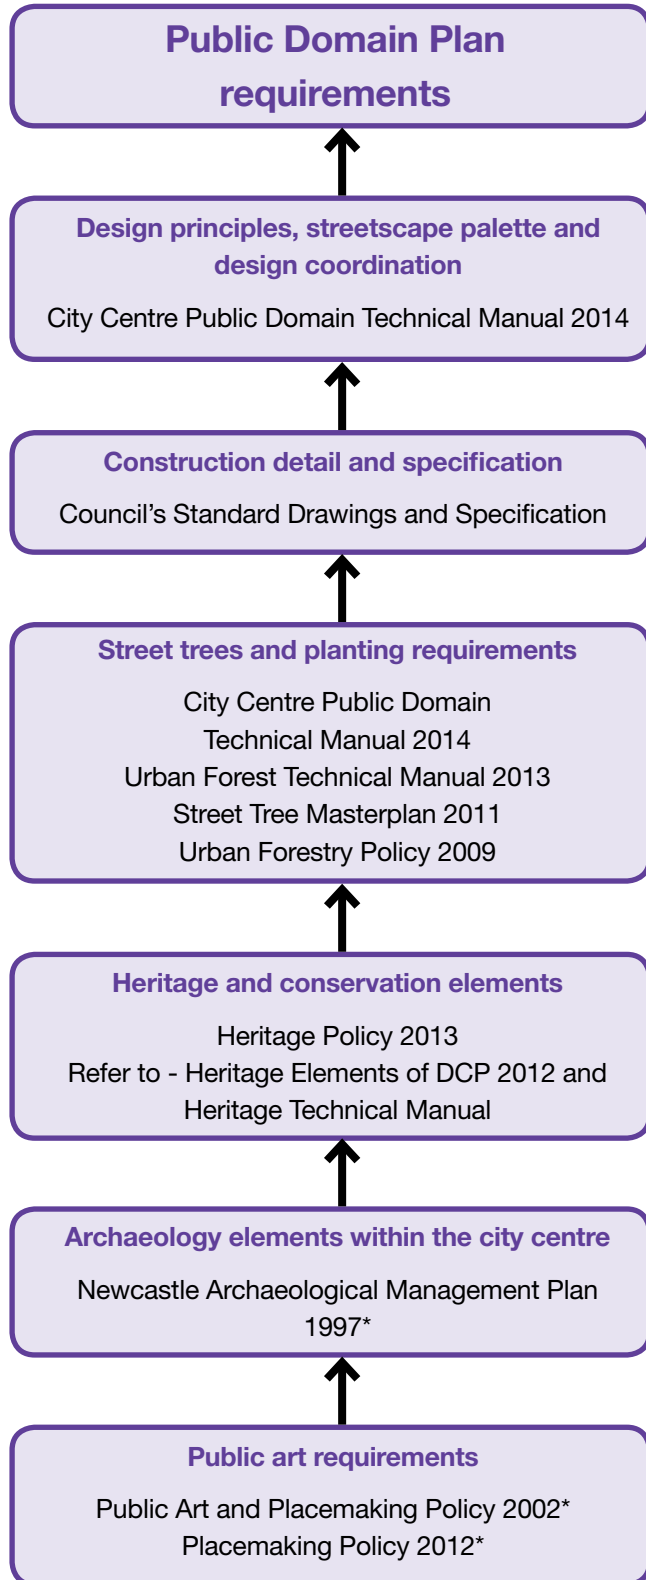 Public Domain Plan
requirements
Design principles, streetscape palette and
design coordination
City Centre Public Domain Technical Manual 2014
Construction detail and specification
Council's Standard Drawings and Specification
Street trees and planting requirements
City Centre Public Domain
Technical Manual 2014
Urban Forest Technical Manual 2013
Street Tree Masterplan 2011
Urban Forestry Policy 2009
Heritage and conservation elements
Heritage Policy 2013
Refer to - Heritage Elements of DCP 2012 and
Heritage Technical Manual
Archaeology elements within the city centre
Newcastle Archaeological Management Plan
1997*
Public art requirements
Public Art and Placemaking Policy 2002*
Placemaking Policy 2012*